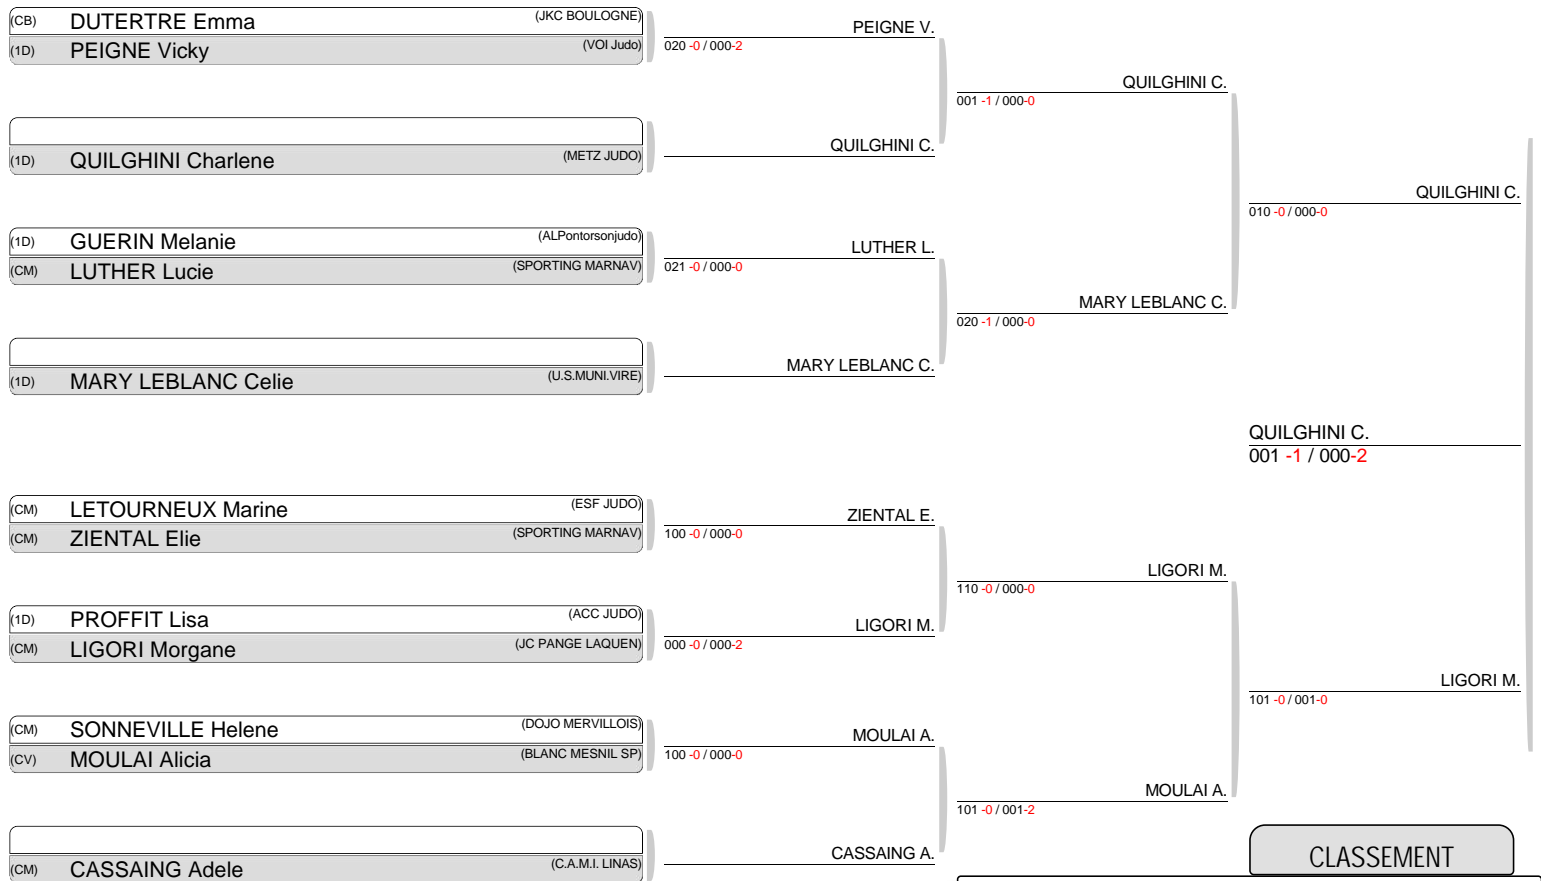 (CB) DUTERTRE Emma (JKC BOULOGNE)
(1D) PEIGNE Vicky (VOI Judo)
(1D) QUILGHINI Charlene (METZ JUDO)
(1D) GUERIN Melanie (ALPontorsonjudo)
(CM) LUTHER Lucie (SPORTING MARNAV)
(1D) MARY LEBLANC Celie (U.S.MUNI.VIRE)
(CM) LETOURNEUX Marine (ESF JUDO)
(CM) ZIENTAL Elie (SPORTING MARNAV)
(1D) PROFFIT Lisa (ACC JUDO)
(CM) LIGORI Morgane (JC PANGE LAQUEN)
(CM) SONNEVILLE Helene (DOJO MERVILLOIS)
(CV) MOULAI Alicia (BLANC MESNIL SP)
(CM) CASSAING Adele (C.A.M.I. LINAS)
PEIGNE V.
020 -0 / 000-2
QUILGHINI C.
LUTHER L.
021 -0 / 000-0
MARY LEBLANC C.
ZIENTAL E.
100 -0 / 000-0
LIGORI M.
000 -0 / 000-2
MOULAI A.
100 -0 / 000-0
CASSAING A.
QUILGHINI C.
001 -1 / 000-0
MARY LEBLANC C.
020 -1 / 000-0
LIGORI M.
110 -0 / 000-0
MOULAI A.
101 -0 / 001-2
QUILGHINI C.
010 -0 / 000-0
QUILGHINI C.
001 -1 / 000-2
LIGORI M.
101 -0 / 001-0
CLASSEMENT